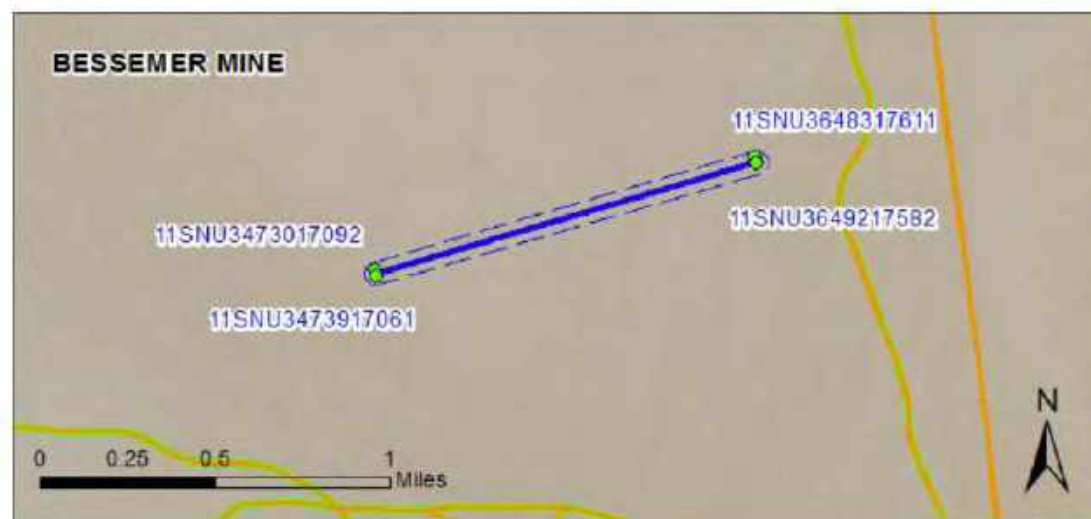 BESSEMER MINE
11SNU3648317611
11SNU3473017092
11SNU3649217582
11SNU3473917061
N
0 0.25 0.5 1
Miles